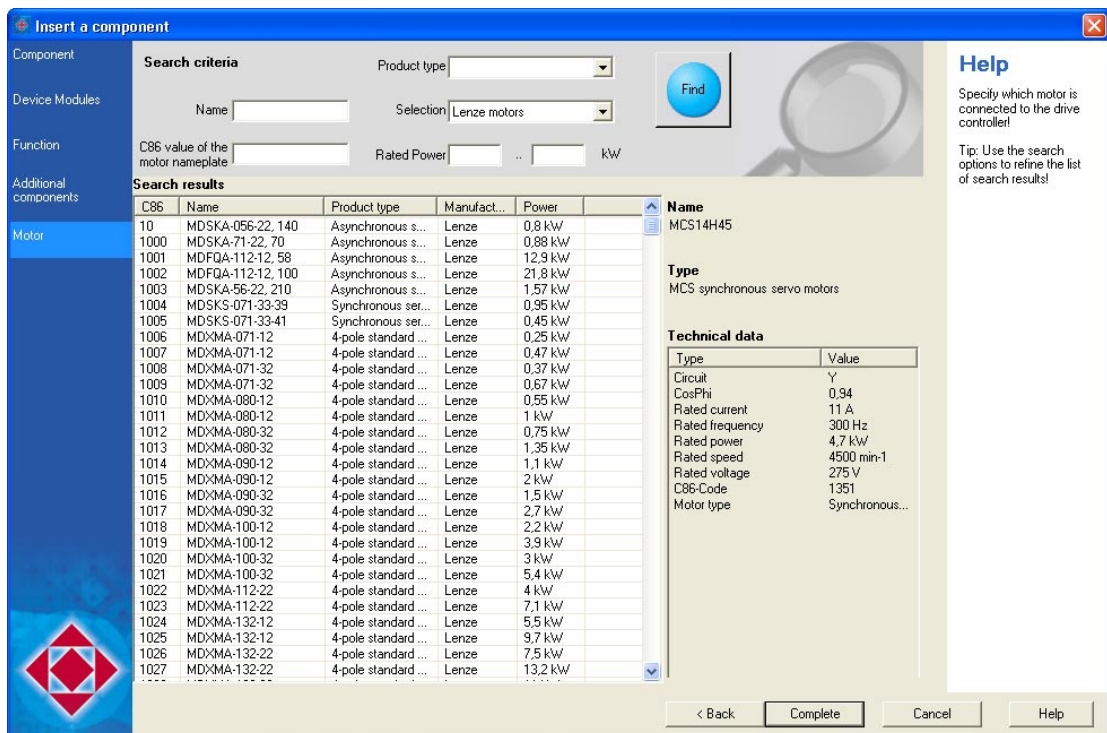 Insert a component
Component
Device Modules
Function
Additional
components
Motor
Search criteria
Product type
Name
Selection Lenze motors
C86 value of the
motor nameplate
Rated Power .. kW
Find
Search results
C86 Name Product type Manufact... Power
10 MDSKA-056-22, 140 Asynchronous s... Lenze 0,8 kW
1000 MDSKA-71-22, 70 Asynchronous s... Lenze 0,88 kW
1001 MDFQA-112-12, 58 Asynchronous s... Lenze 12,9 kW
1002 MDFQA-112-12, 100 Asynchronous s... Lenze 21,8 kW
1003 MDSKA-56-22, 210 Asynchronous s... Lenze 1,57 kW
1004 MDSKS-071-33-39 Synchronous ser... Lenze 0,95 kW
1005 MDSKS-071-33-41 Synchronous ser... Lenze 0,45 kW
1006 MDXMA-071-12 4-pole standard ... Lenze 0,25 kW
1007 MDXMA-071-12 4-pole standard ... Lenze 0,47 kW
1008 MDXMA-071-32 4-pole standard ... Lenze 0,37 kW
1009 MDXMA-071-32 4-pole standard ... Lenze 0,67 kW
1010 MDXMA-080-12 4-pole standard ... Lenze 0,55 kW
1011 MDXMA-080-12 4-pole standard ... Lenze 1 kW
1012 MDXMA-080-32 4-pole standard ... Lenze 0,75 kW
1013 MDXMA-080-32 4-pole standard ... Lenze 1,35 kW
1014 MDXMA-090-12 4-pole standard ... Lenze 1,1 kW
1015 MDXMA-090-12 4-pole standard ... Lenze 2 kW
1016 MDXMA-090-32 4-pole standard ... Lenze 1,5 kW
1017 MDXMA-090-32 4-pole standard ... Lenze 2,7 kW
1018 MDXMA-100-12 4-pole standard ... Lenze 2,2 kW
1019 MDXMA-100-12 4-pole standard ... Lenze 3,9 kW
1020 MDXMA-100-32 4-pole standard ... Lenze 3 kW
1021 MDXMA-100-32 4-pole standard ... Lenze 5,4 kW
1022 MDXMA-112-22 4-pole standard ... Lenze 4 kW
1023 MDXMA-112-22 4-pole standard ... Lenze 7,1 kW
1024 MDXMA-132-12 4-pole standard ... Lenze 5,5 kW
1025 MDXMA-132-12 4-pole standard ... Lenze 9,7 kW
1026 MDXMA-132-22 4-pole standard ... Lenze 7,5 kW
1027 MDXMA-132-22 4-pole standard ... Lenze 13,2 kW
Name
MCS14H45
Type
MCS synchronous servo motors
Technical data
Type Value
Circuit Y
CosPhi 0,94
Rated current 11 A
Rated frequency 300 Hz
Rated power 4,7 kW
Rated speed 4500 min-1
Rated voltage 275 V
C86-Code 1351
Motor type Synchronous...
Help
Specify which motor is
connected to the drive
controller!
Tip: Use the search
options to refine the list
of search results!
< Back Complete Cancel Help